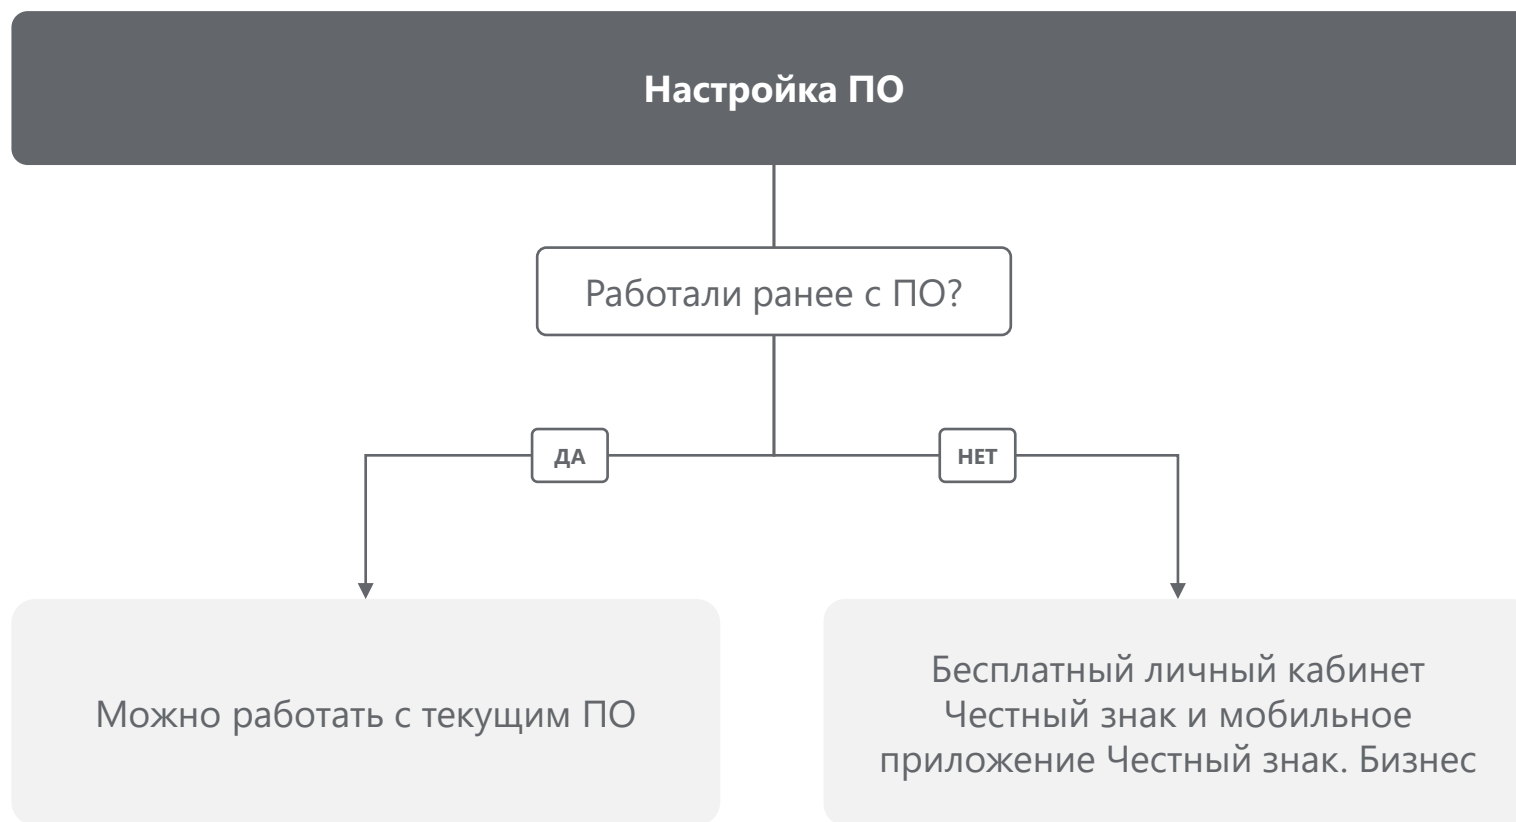 Настройка ПО
Работали ранее с ПО?
ДА
НЕТ
Можно работать с текущим ПО
Бесплатный личный кабинет
Честный знак и мобильное
приложение Честный знак. Бизнес